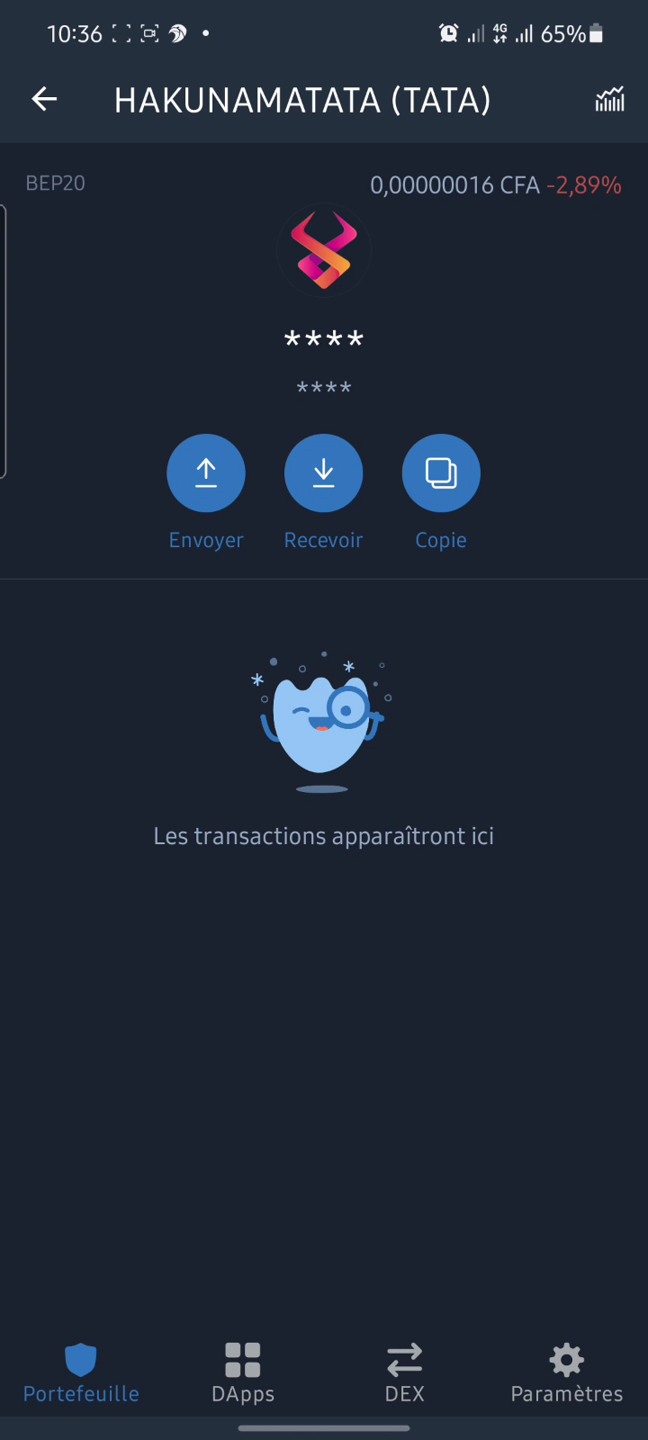 10:36 4G 65%
HAKUNAMATATA (TATA)
BEP20 0,00000016 CFA -2,89%
****
****
Envoyer Recevoir Copie
Les transactions apparaîtront ici
Portefeuille DApps DEX Paramètres